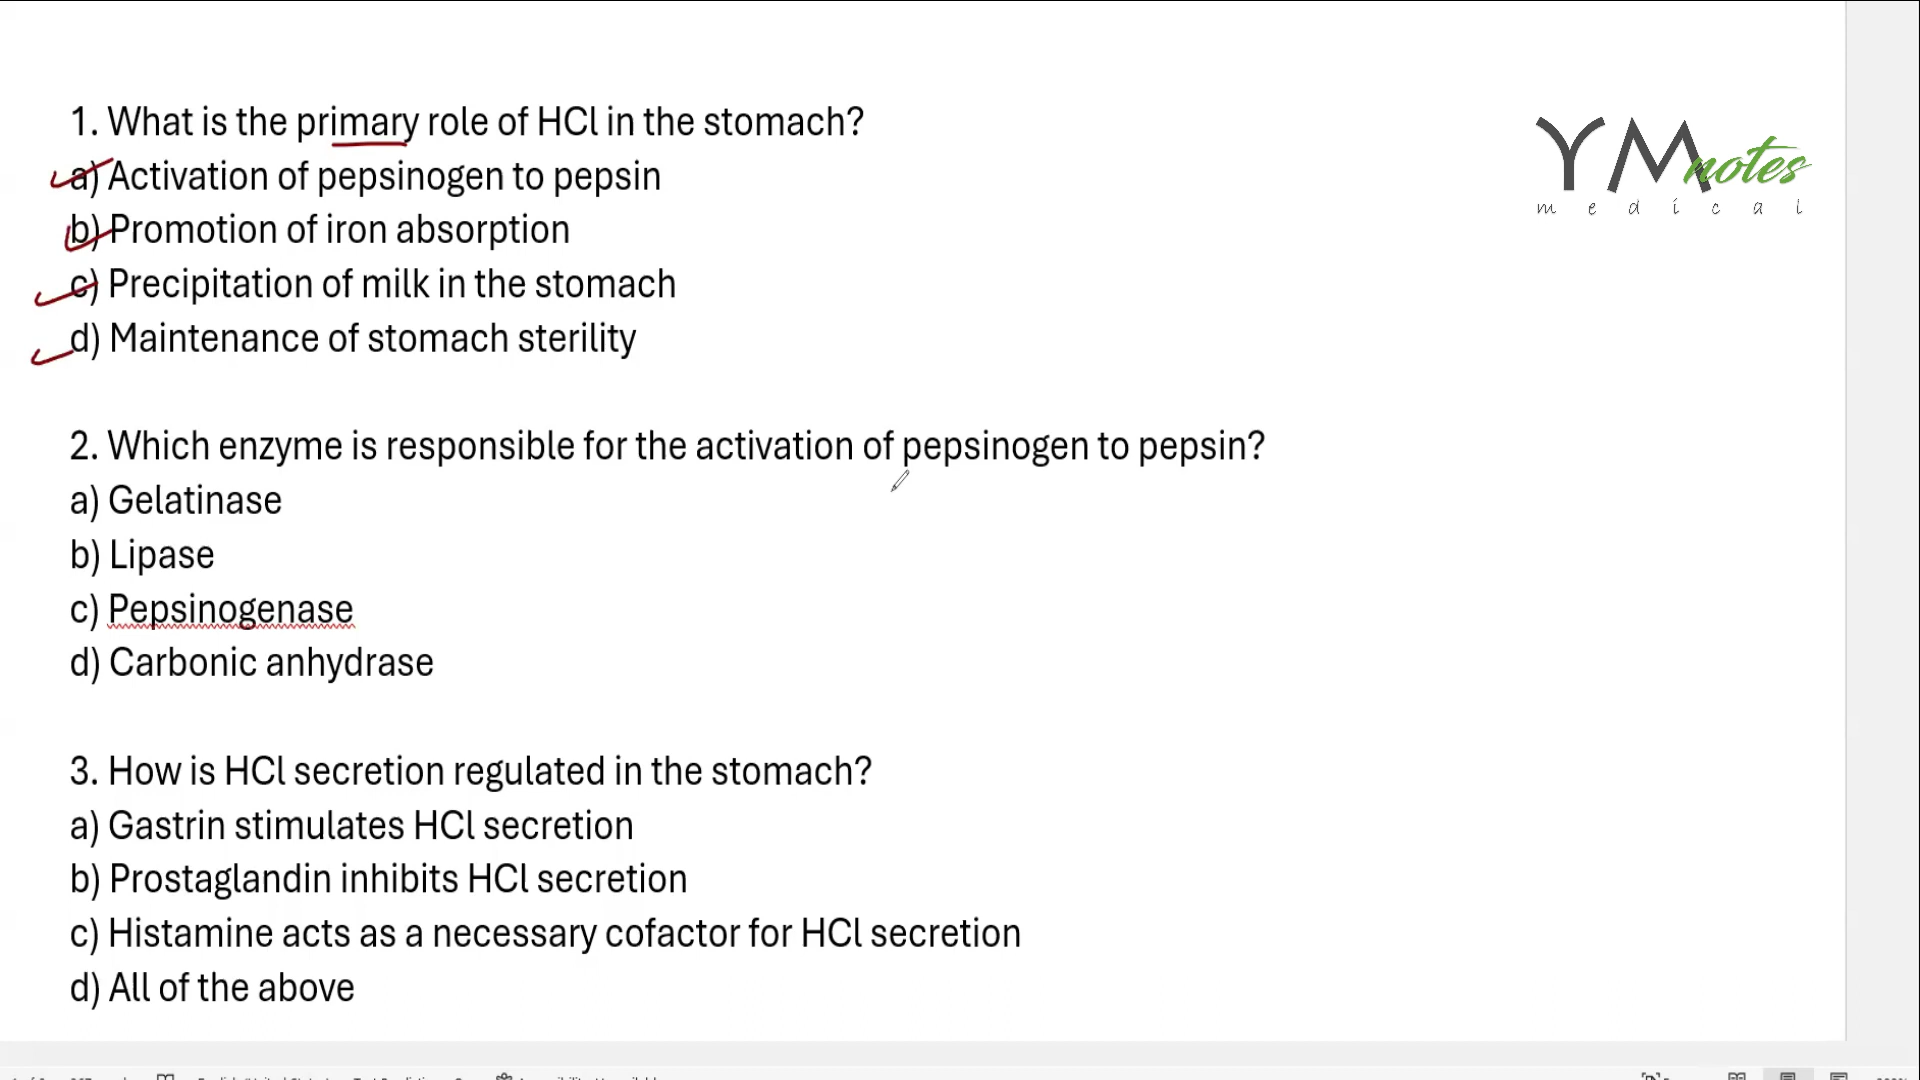 1. What is the primary role of HCl in the stomach?
a) Activation of pepsinogen to pepsin
b) Promotion of iron absorption
c) Precipitation of milk in the stomach
d) Maintenance of stomach sterility
YM notes
medical
2. Which enzyme is responsible for the activation of pepsinogen to pepsin?
a) Gelatinase
b) Lipase
c) Pepsinogenase
d) Carbonic anhydrase
3. How is HCl secretion regulated in the stomach?
a) Gastrin stimulates HCl secretion
b) Prostaglandin inhibits HCl secretion
c) Histamine acts as a necessary cofactor for HCl secretion
d) All of the above